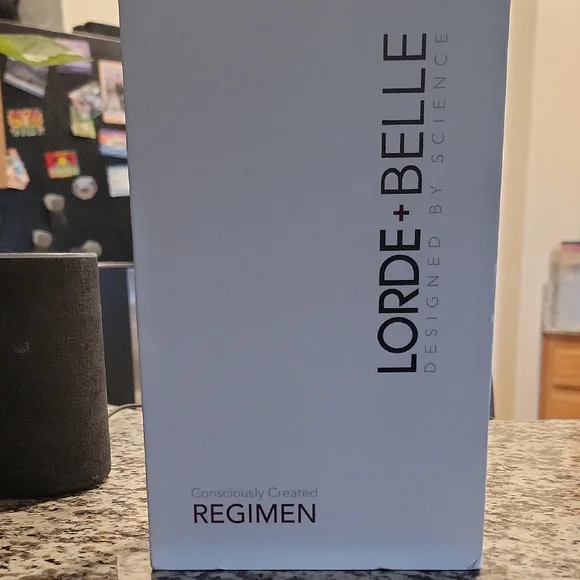 LORDE+BELLE
DESIGNED BY SCIENCE
Consciously Created
REGIMEN